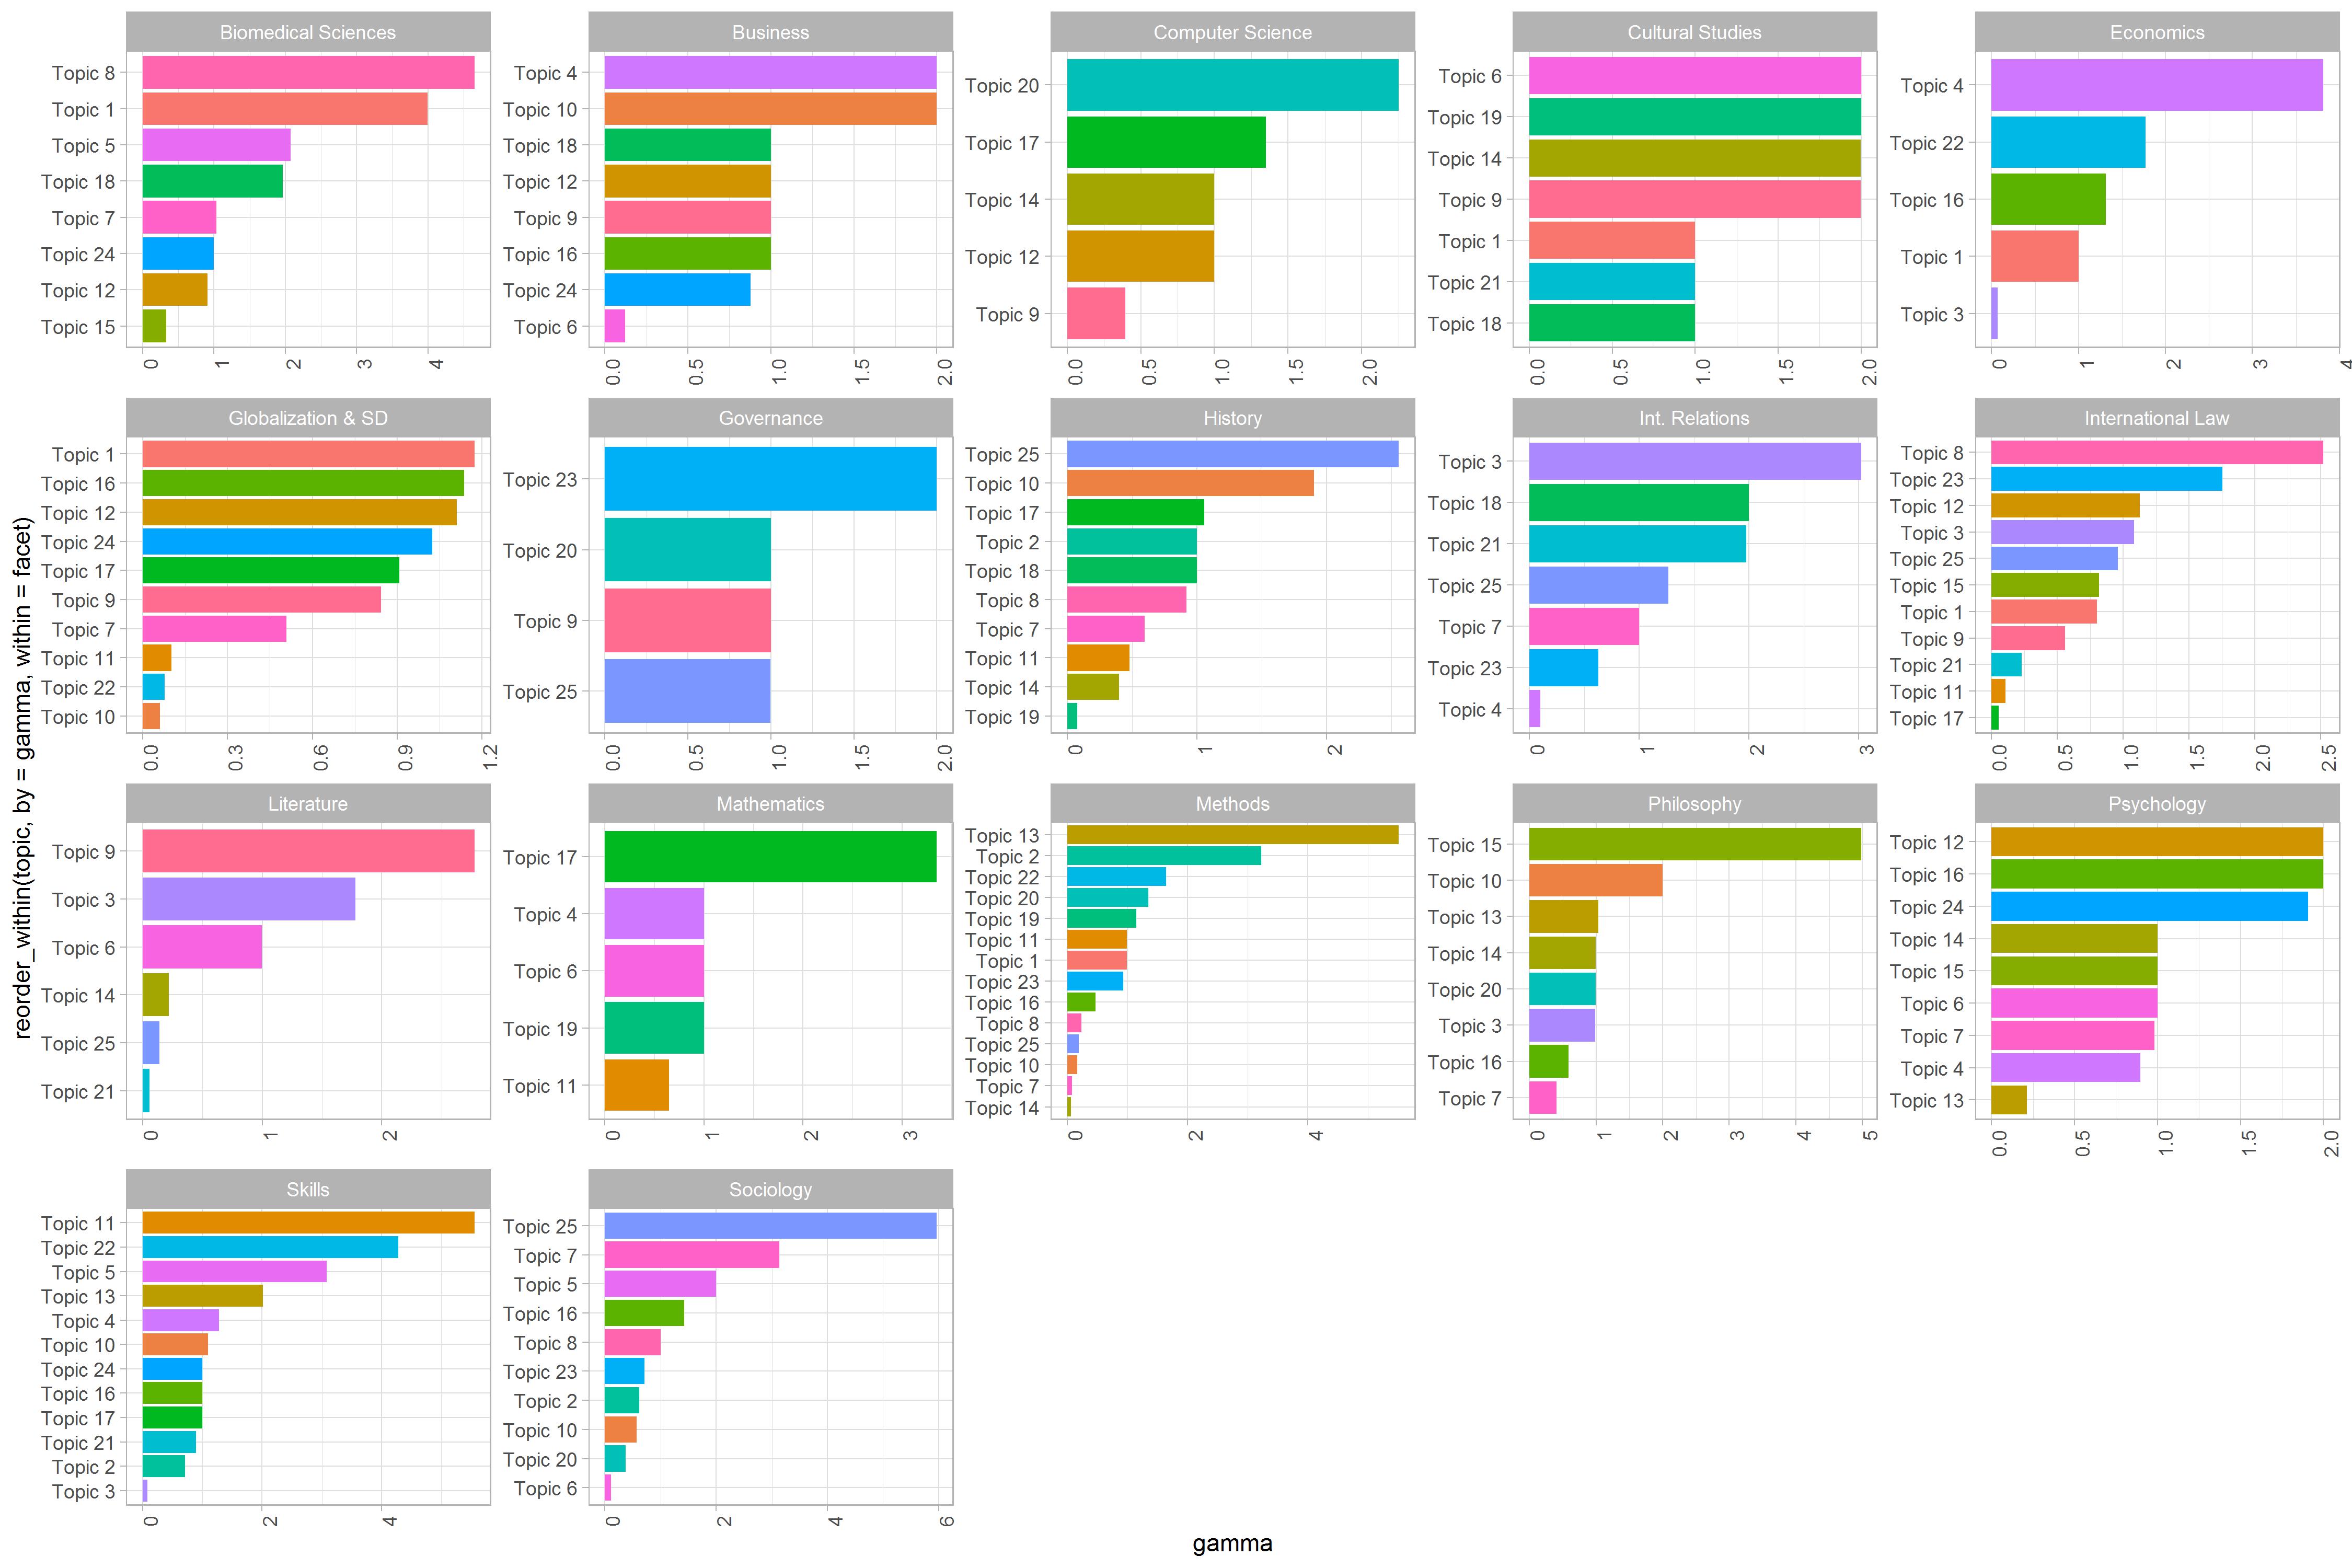 Biomedical Sciences
Topic 8
Topic 1
Topic 5
Topic 18
Topic 7
Topic 24
Topic 12
Topic 15
0 1 2 3 4
Business
Topic 4
Topic 10
Topic 18
Topic 12
Topic 9
Topic 16
Topic 24
Topic 6
0.0 0.5 1.0 1.5 2.0
Computer Science
Topic 20
Topic 17
Topic 14
Topic 12
Topic 9
0.0 0.5 1.0 1.5 2.0
Cultural Studies
Topic 6
Topic 19
Topic 14
Topic 9
Topic 1
Topic 21
Topic 18
0.0 0.5 1.0 1.5 2.0
Economics
Topic 4
Topic 22
Topic 16
Topic 1
Topic 3
0 1 2 3 4
Globalization & SD
Topic 1
Topic 16
Topic 12
Topic 24
Topic 17
Topic 9
Topic 7
Topic 11
Topic 22
Topic 10
0.0 0.3 0.6 0.9 1.2
Governance
Topic 23
Topic 20
Topic 9
Topic 25
0.0 0.5 1.0 1.5 2.0
History
Topic 25
Topic 10
Topic 17
Topic 2
Topic 18
Topic 8
Topic 7
Topic 11
Topic 14
Topic 19
0 1 2
Int. Relations
Topic 3
Topic 18
Topic 21
Topic 25
Topic 7
Topic 23
Topic 4
0 1 2 3
International Law
Topic 8
Topic 23
Topic 12
Topic 3
Topic 25
Topic 15
Topic 1
Topic 9
Topic 21
Topic 11
Topic 17
0.0 0.5 1.0 1.5 2.0 2.5
reorder_within(topic, by = gamma, within = facet)
Literature
Topic 9
Topic 3
Topic 6
Topic 14
Topic 25
Topic 21
0 1 2
Mathematics
Topic 17
Topic 4
Topic 6
Topic 19
Topic 11
0 1 2 3
Methods
Topic 13
Topic 2
Topic 22
Topic 20
Topic 19
Topic 11
Topic 1
Topic 23
Topic 16
Topic 8
Topic 25
Topic 10
Topic 7
Topic 14
0 2 4
Philosophy
Topic 15
Topic 10
Topic 13
Topic 14
Topic 20
Topic 3
Topic 16
Topic 7
0 1 2 3 4 5
Psychology
Topic 12
Topic 16
Topic 24
Topic 14
Topic 15
Topic 6
Topic 7
Topic 4
Topic 13
0.0 0.5 1.0 1.5 2.0
Skills
Topic 11
Topic 22
Topic 5
Topic 13
Topic 4
Topic 10
Topic 24
Topic 16
Topic 17
Topic 21
Topic 2
Topic 3
0 2 4
Sociology
Topic 25
Topic 7
Topic 5
Topic 16
Topic 8
Topic 23
Topic 2
Topic 10
Topic 20
Topic 6
0 2 4 6
gamma